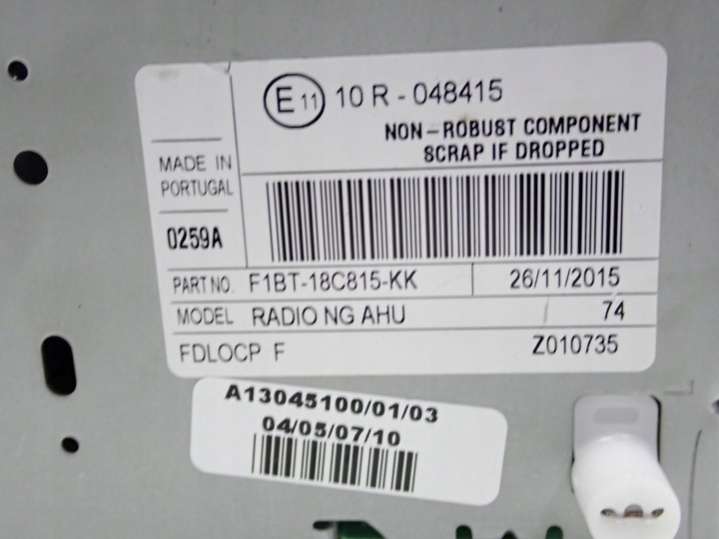 E 11 10 R - 048415
NON-ROBUST COMPONENT
SCRAP IF DROPPED
MADE IN
PORTUGAL
0259A
PART NO. F1BT-18C815-KK 26/11/2015
MODEL RADIO NG AHU / 74
FDLOCP F Z010735
A13045100/01/03
04/05/07/10